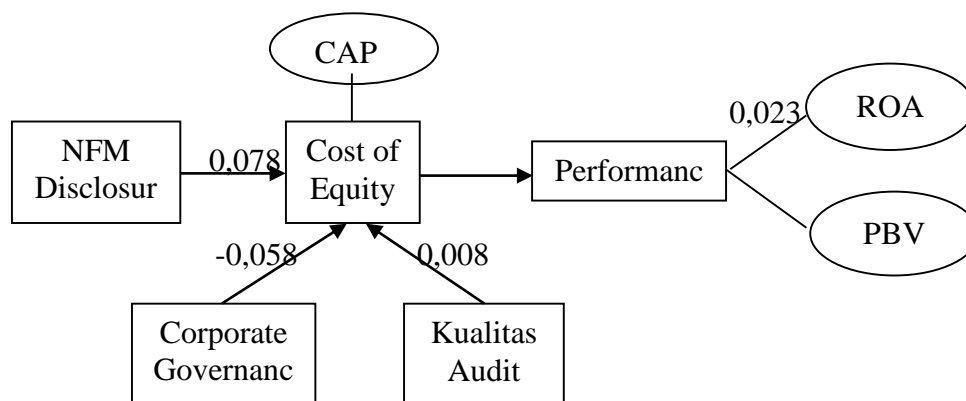 CAP
NFM
Disclosur
0,078
Cost of
Equity
Performanc
0,023
ROA
PBV
-0,058
0,008
Corporate
Governanc
Kualitas
Audit